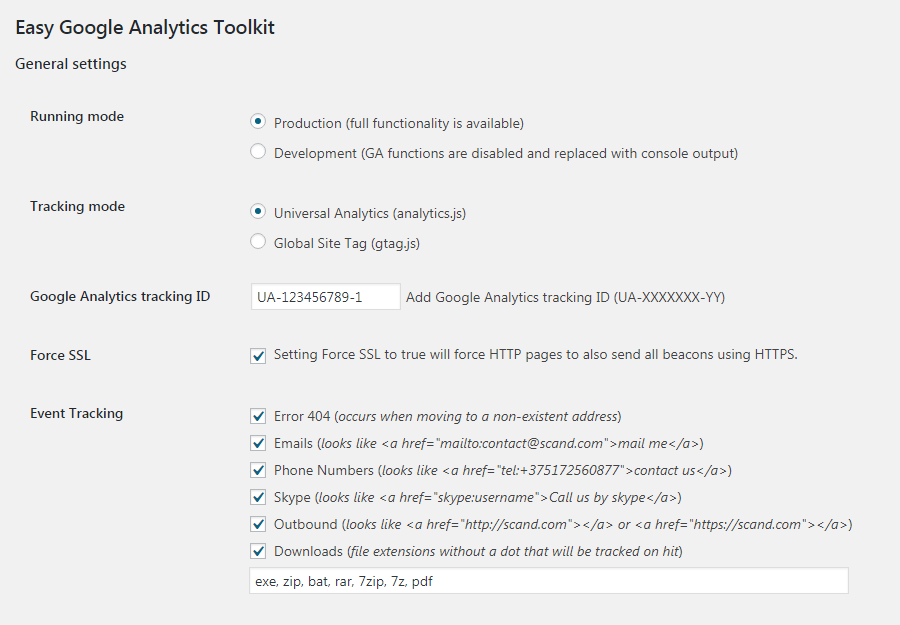 Easy Google Analytics Toolkit
General settings
Running mode
Production (full functionality is available)
Development (GA functions are disabled and replaced with console output)
Tracking mode
Universal Analytics (analytics.js)
Global Site Tag (gtag.js)
Google Analytics tracking ID
UA-123456789-1 Add Google Analytics tracking ID (UA-XXXXXXX-YY)
Force SSL
Setting Force SSL to true will force HTTP pages to also send all beacons using HTTPS.
Event Tracking
Error 404 (occurs when moving to a non-existent address)
Emails (looks like <a href="mailto:contact@scand.com">mail me</a>)
Phone Numbers (looks like <a href="tel:+375172560877">contact us</a>)
Skype (looks like <a href="skype:username">Call us by skype</a>)
Outbound (looks like <a href="http://scand.com"></a> or <a href="https://scand.com"></a>)
Downloads (file extensions without a dot that will be tracked on hit)
exe, zip, bat, rar, 7zip, 7z, pdf